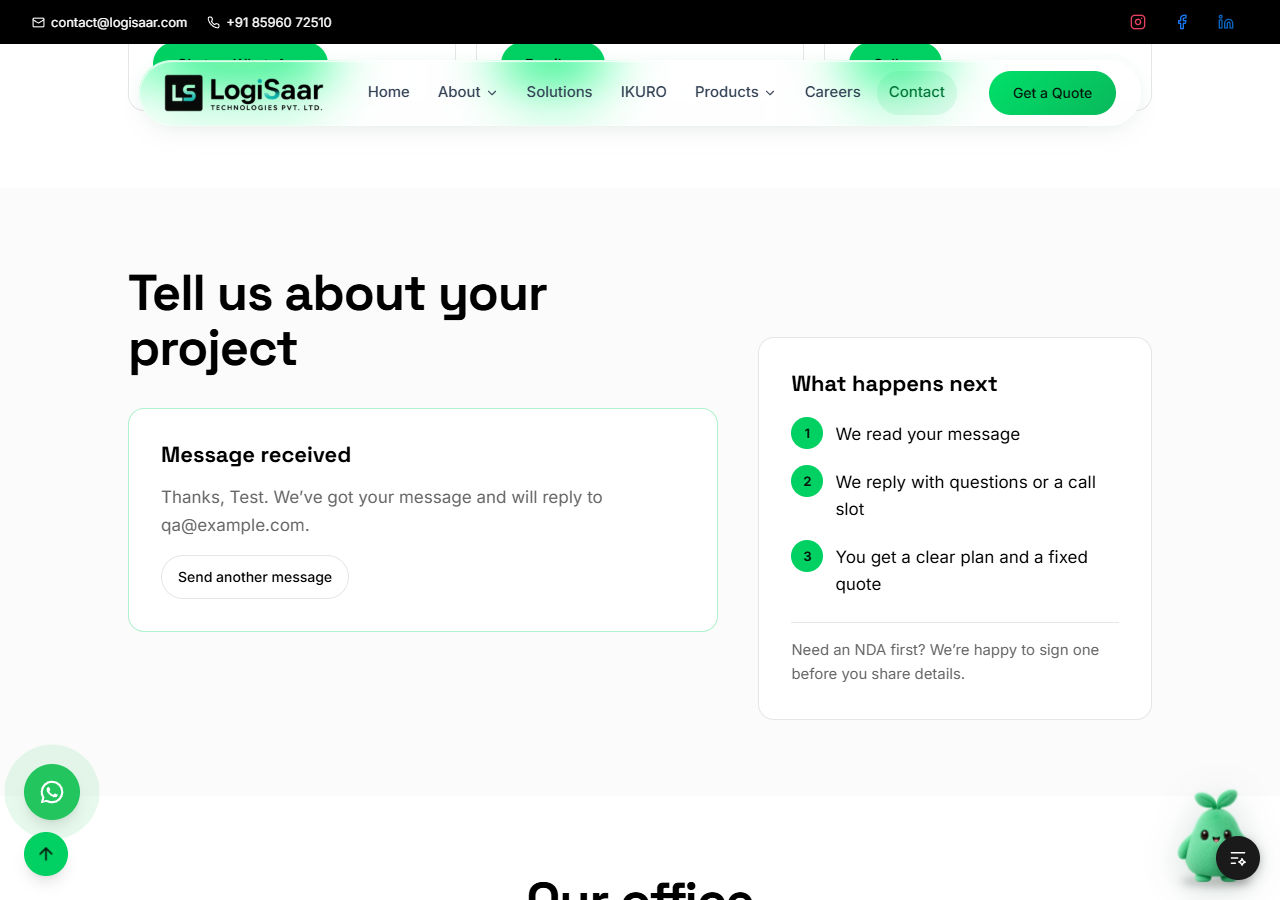 contact@logisaar.com +91 85960 72510
LS LogiSaar
TECHNOLOGIES PVT. LTD.
Home About Solutions IKURO Products Careers Contact Get a Quote
Tell us about your
project
Message received
Thanks, Test. We’ve got your message and will reply to
qa@example.com.
Send another message
What happens next
1 We read your message
2 We reply with questions or a call
slot
3 You get a clear plan and a fixed
quote
Need an NDA first? We’re happy to sign one
before you share details.
Our office